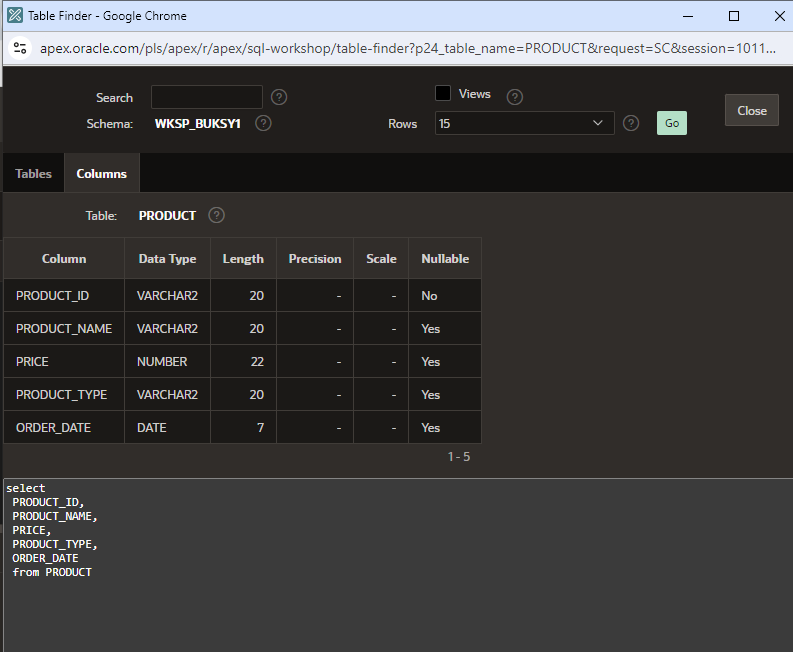 Table Finder - Google Chrome
apex.oracle.com/pls/apex/r/apex/sql-workshop/table-finder?p24_table_name=PRODUCT&request=SC&session=1011...
Search ? Views ? Close
Schema: WKSP_BUKSY1 ? Rows 15 ? Go
Tables Columns
Table: PRODUCT ?
Column Data Type Length Precision Scale Nullable
PRODUCT_ID VARCHAR2 20 - - No
PRODUCT_NAME VARCHAR2 20 - - Yes
PRICE NUMBER 22 - - Yes
PRODUCT_TYPE VARCHAR2 20 - - Yes
ORDER_DATE DATE 7 - - Yes
1 - 5
select
PRODUCT_ID,
PRODUCT_NAME,
PRICE,
PRODUCT_TYPE,
ORDER_DATE
from PRODUCT